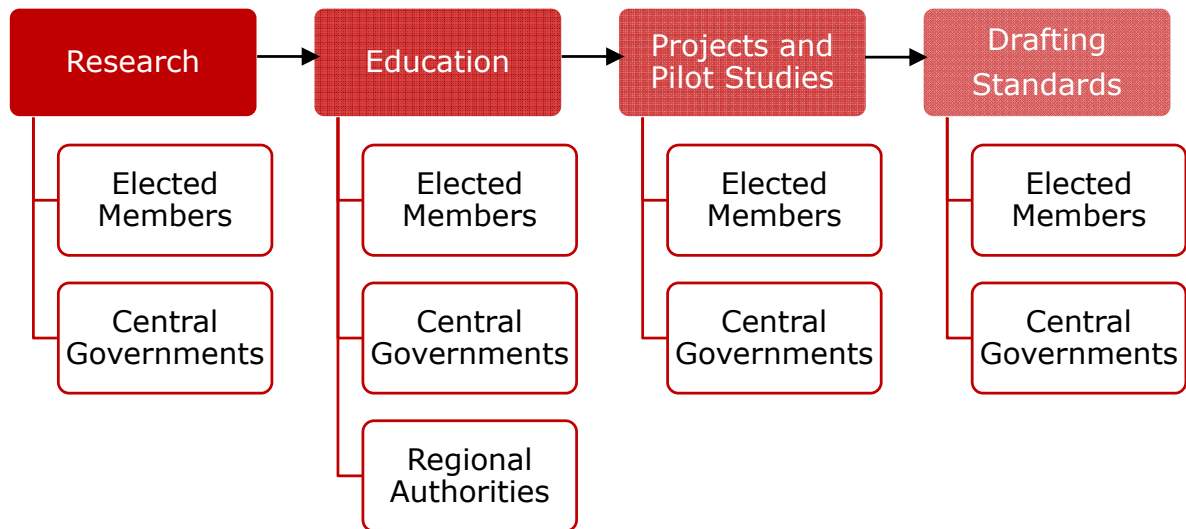 Research
Elected
Members
Central
Governments
Education
Elected
Members
Central
Governments
Regional
Authorities
Projects and
Pilot Studies
Elected
Members
Central
Governments
Drafting
Standards
Elected
Members
Central
Governments